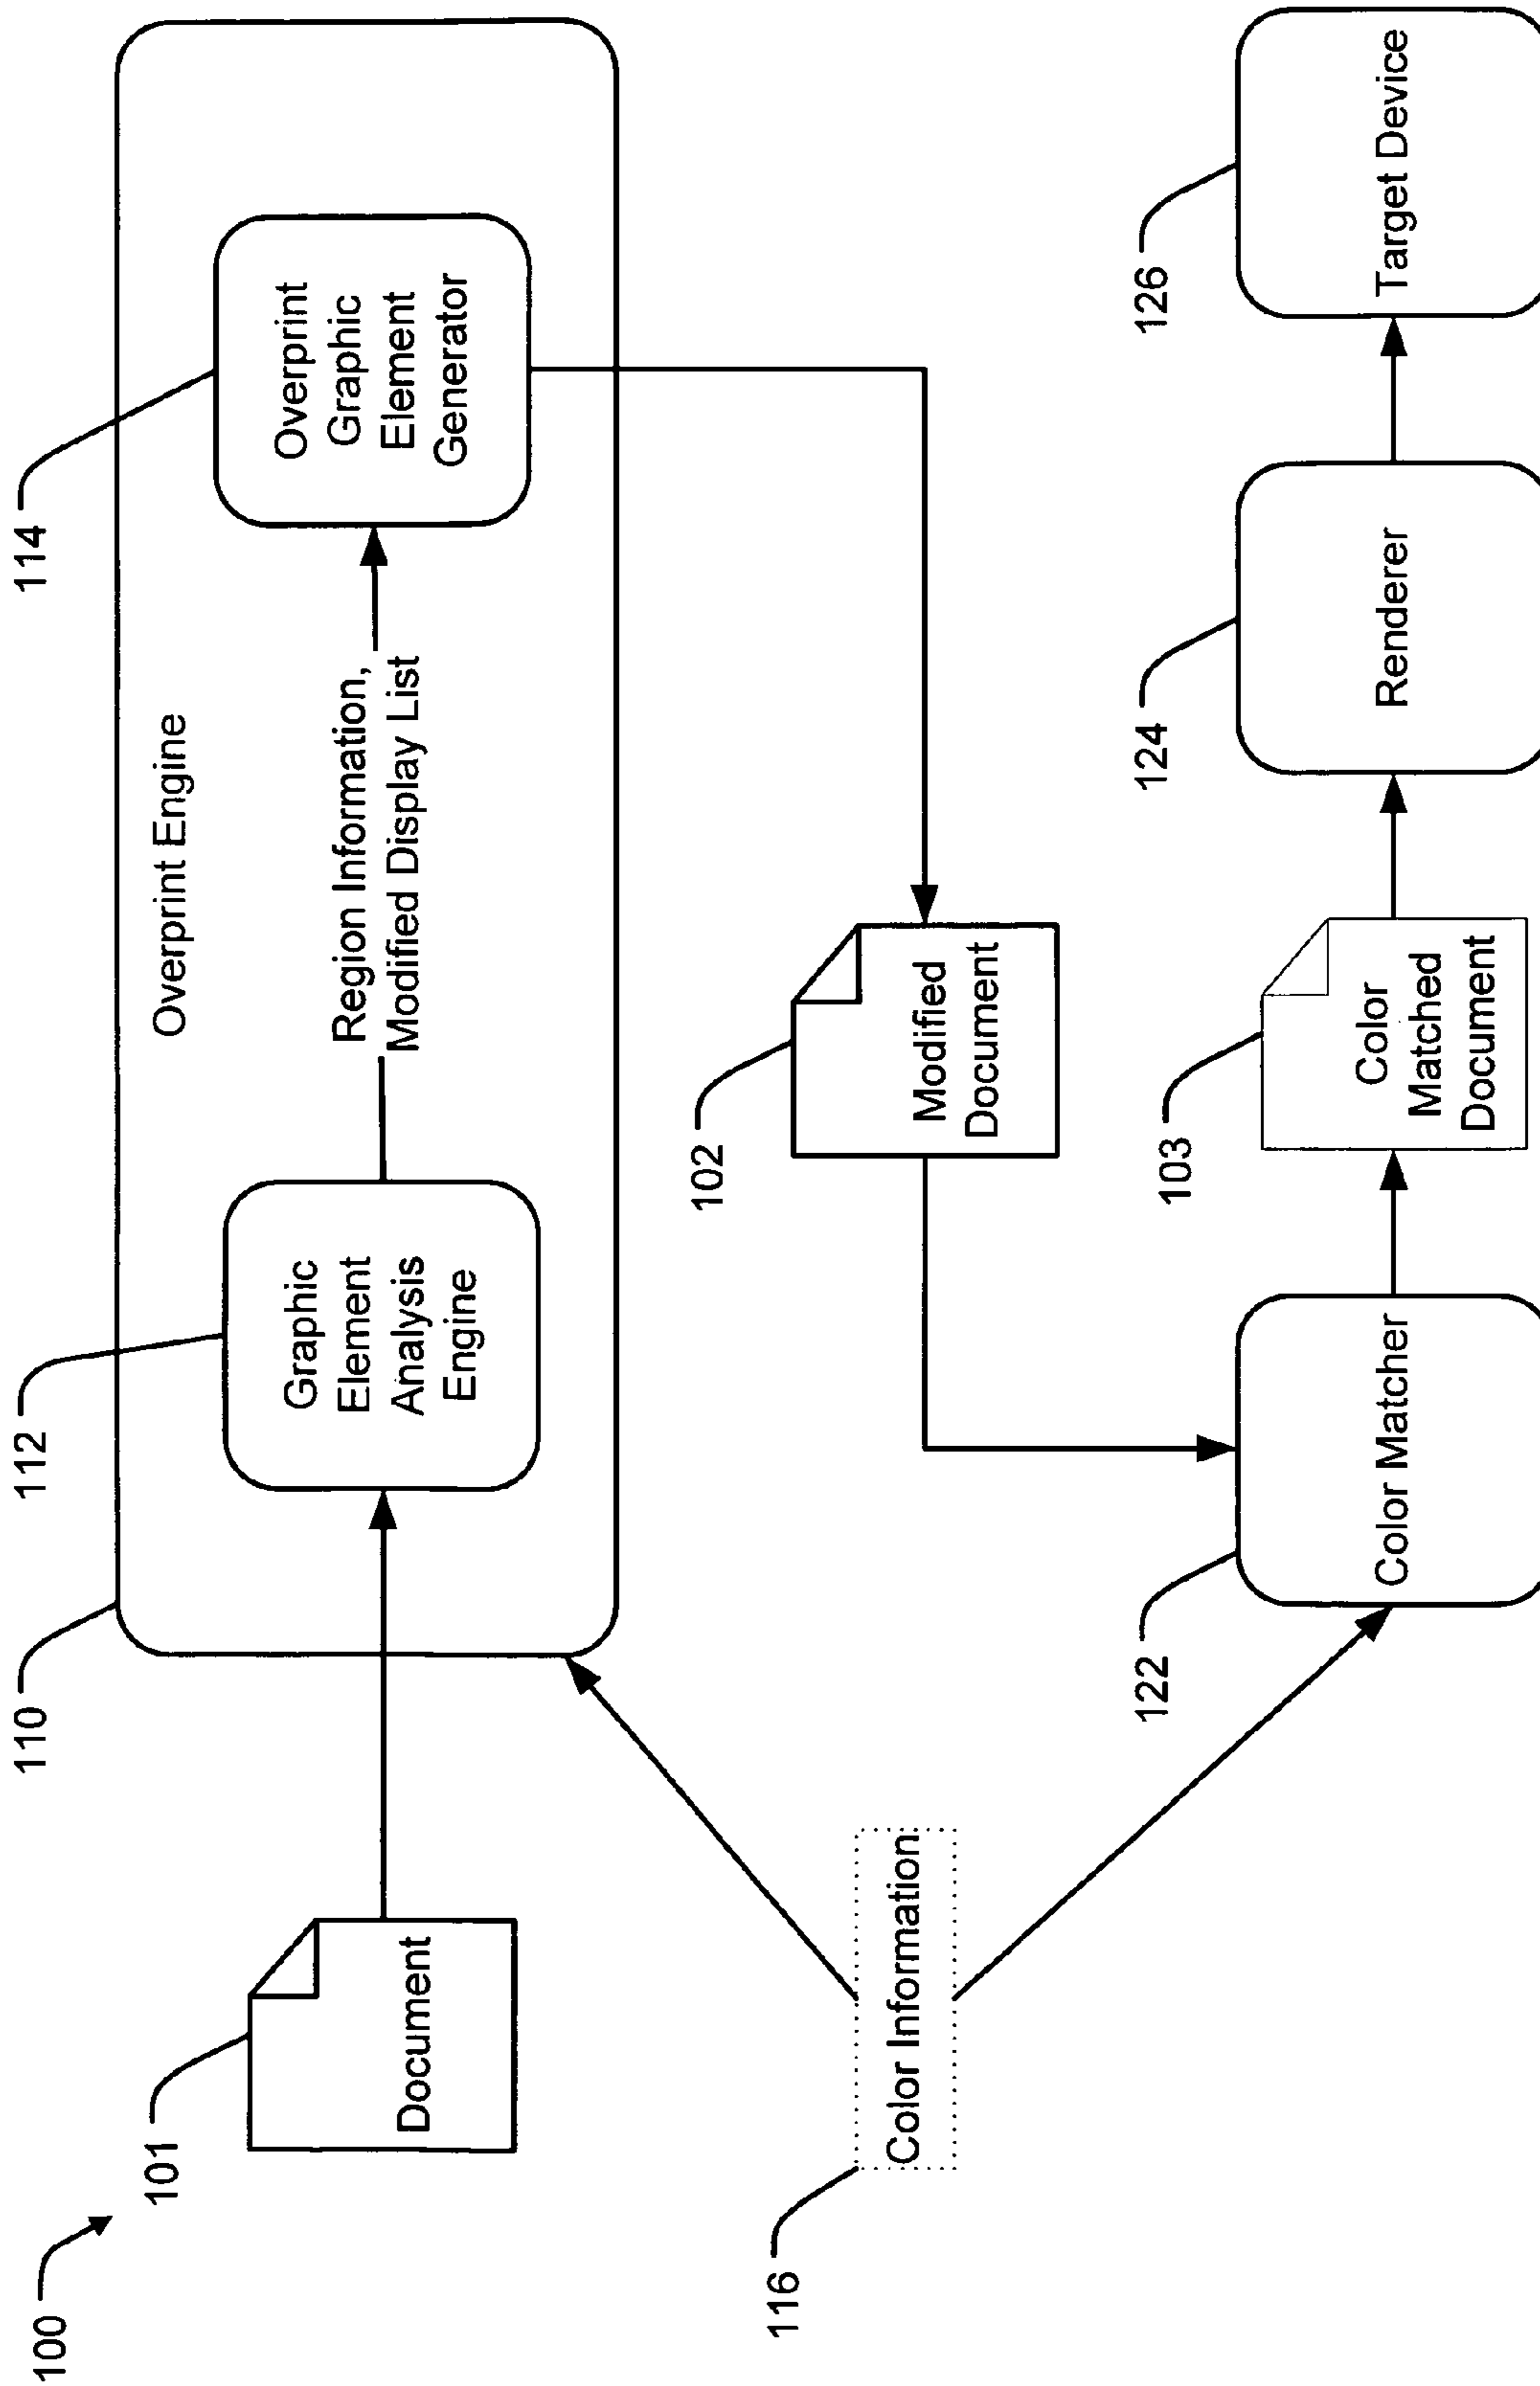 100
101
Document
110
Overprint Engine
112
Graphic
Element
Analysis
Engine
Region Information,
Modified Display List
114
Overprint
Graphic
Element
Generator
116
Color Information
102
Modified
Document
122
Color Matcher
103
Color
Matched
Document
124
Renderer
126
Target Device